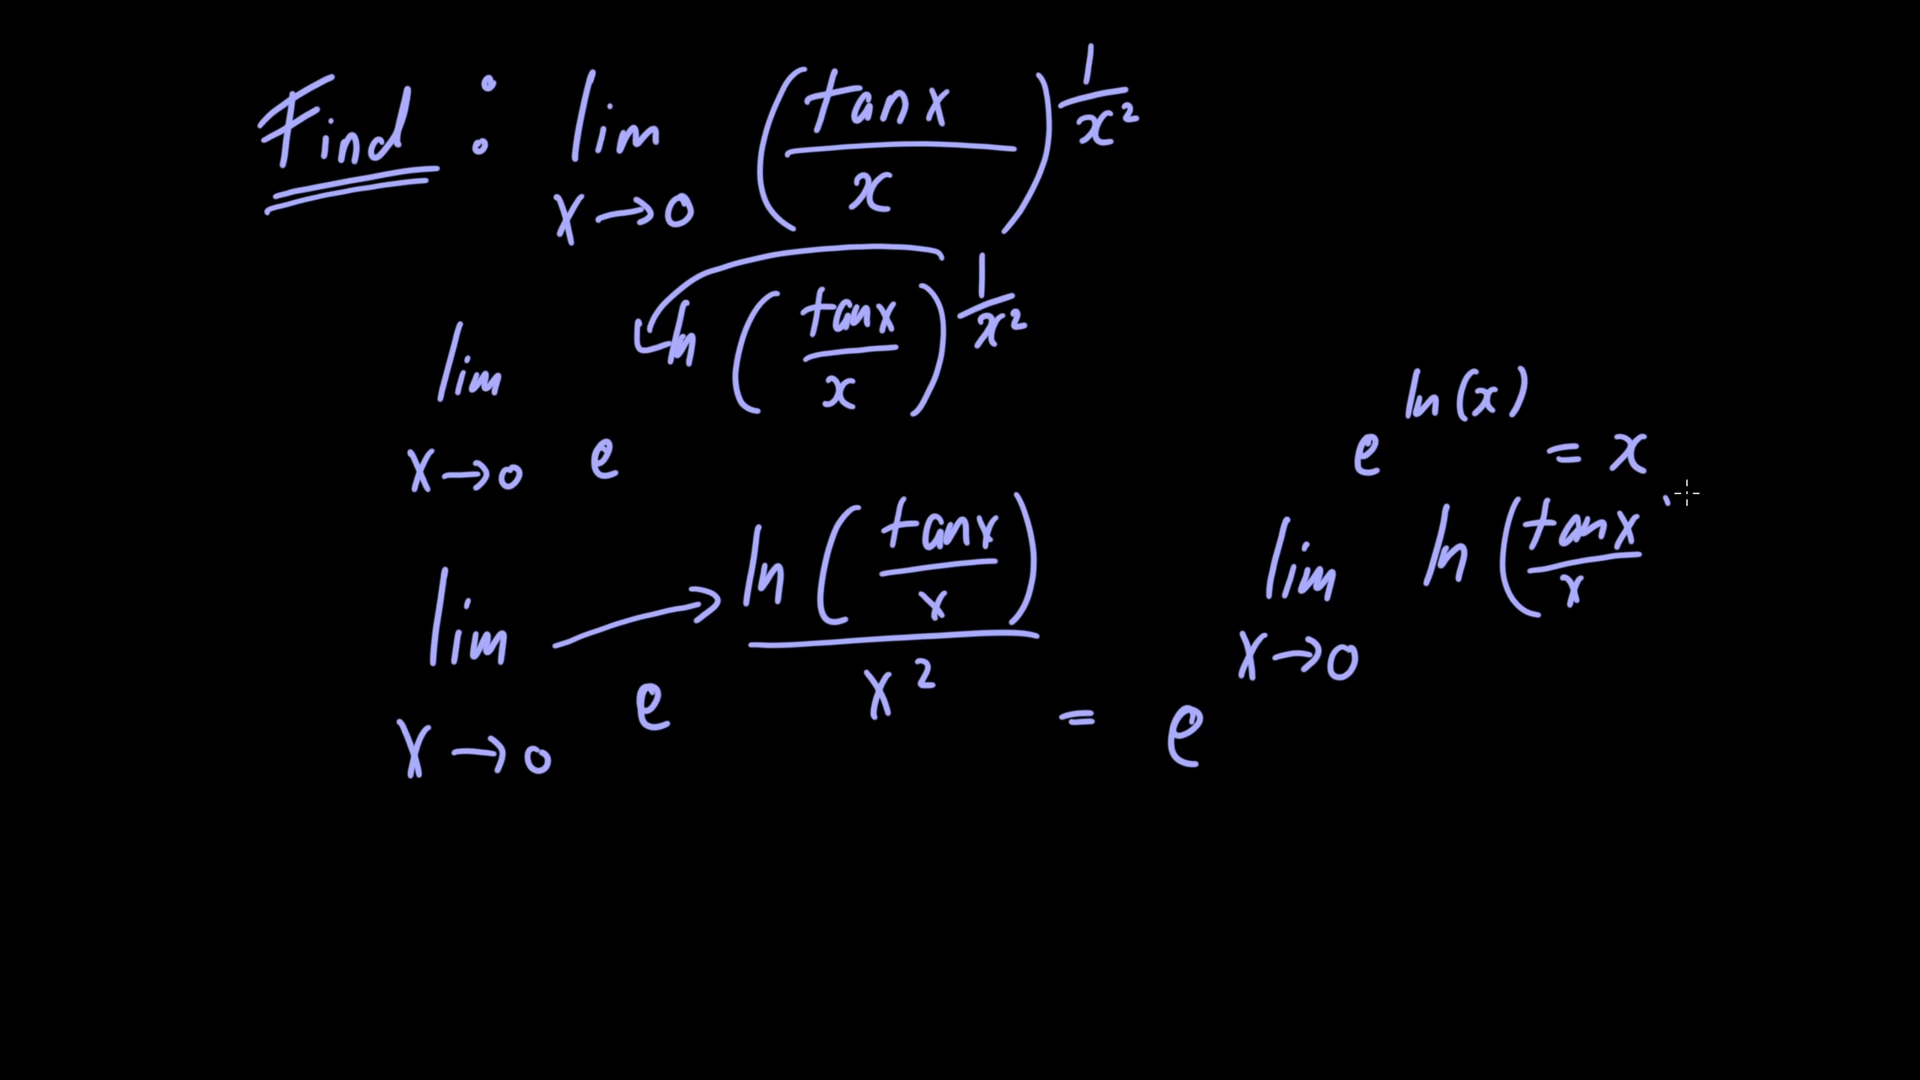 Find : lim x→0 (tan x / x)^(1/x²)
lim x→0 e^(ln (tan x / x)^(1/x²))
e^(ln(x)) = x
lim x→0 e^(ln (tan x / x) / x²) = e^(lim x→0 ln (tan x / x